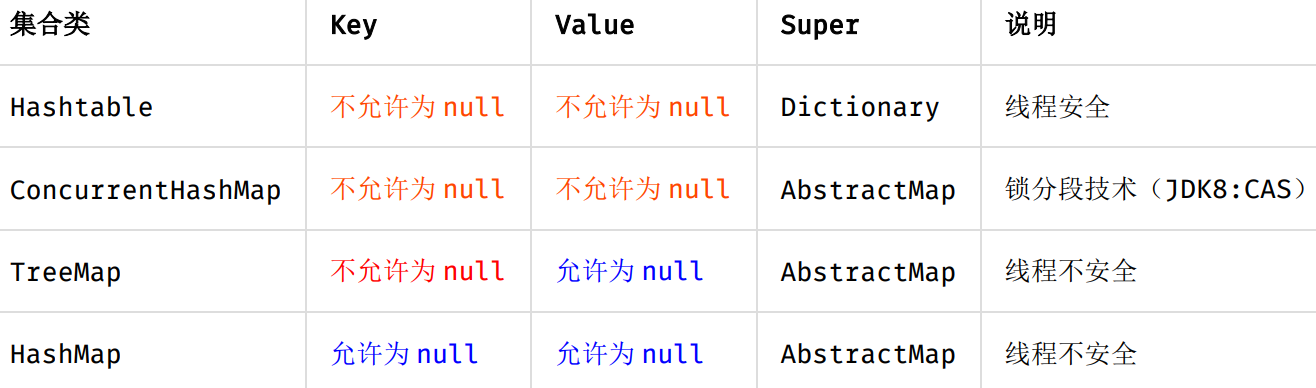 集合类 Key Value Super 说明
Hashtable 不允许为 null 不允许为 null Dictionary 线程安全
ConcurrentHashMap 不允许为 null 不允许为 null AbstractMap 锁分段技术（JDK8:CAS）
TreeMap 不允许为 null 允许为 null AbstractMap 线程不安全
HashMap 允许为 null 允许为 null AbstractMap 线程不安全